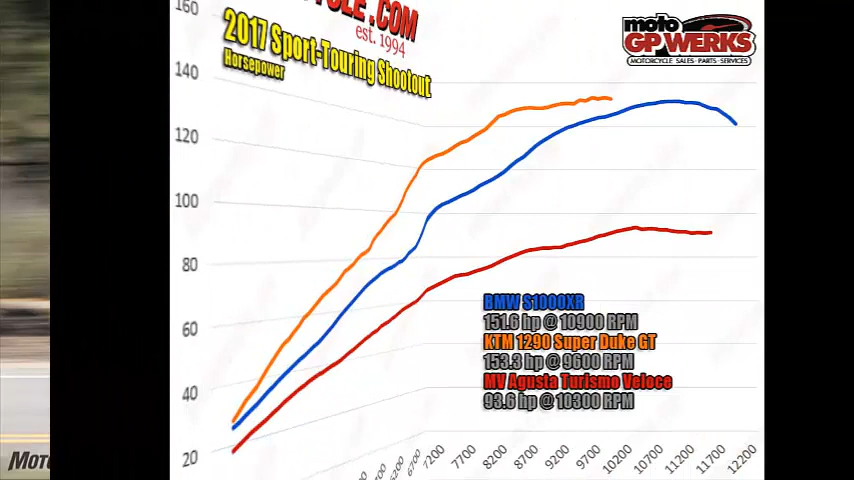 .COM
est. 1994
2017 Sport-Touring Shootout
Horsepower
moto
GP WERKS
MOTORCYCLE SALES · PARTS · SERVICES
160
140
120
100
80
60
40
20
6200
6700
7200
7700
8200
8700
9200
9700
10200
10700
11200
11700
12200
BMW S1000XR
151.6 hp @ 10900 RPM
KTM 1290 Super Duke GT
153.3 hp @ 9600 RPM
MV Agusta Turismo Veloce
93.6 hp @ 10300 RPM